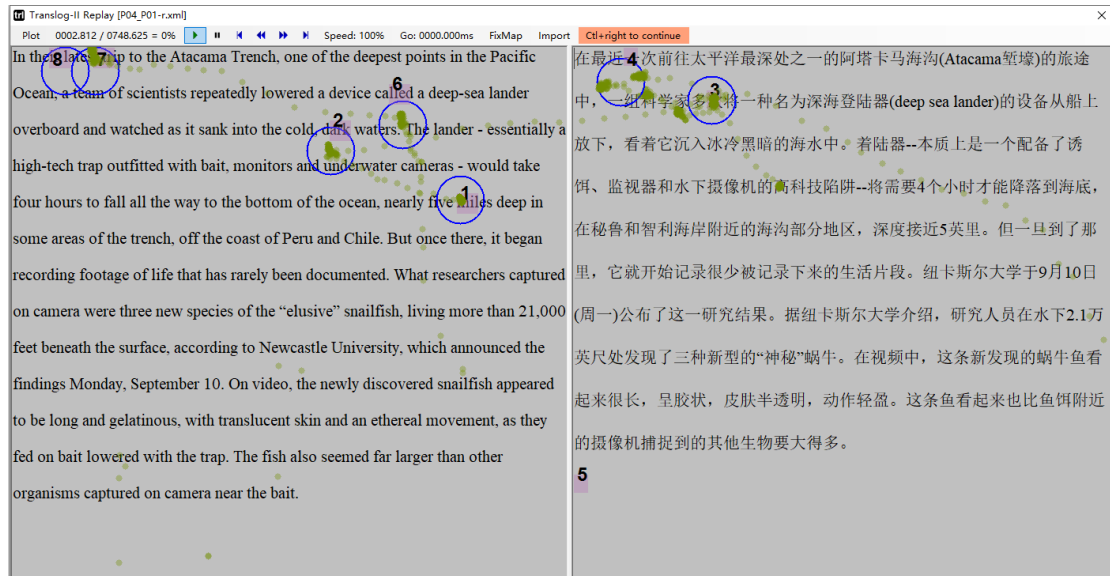 trl Translog-II Replay [P04_P01-r.xml]
Plot 0002.812 / 0748.625 = 0% Speed: 100% Go: 0000.000ms FixMap Import Ctl+right to continue
In their latest trip to the Atacama Trench, one of the deepest points in the Pacific
Ocean, a team of scientists repeatedly lowered a device called a deep-sea lander
overboard and watched as it sank into the cold, dark waters. The lander - essentially a
high-tech trap outfitted with bait, monitors and underwater cameras - would take
four hours to fall all the way to the bottom of the ocean, nearly five miles deep in
some areas of the trench, off the coast of Peru and Chile. But once there, it began
recording footage of life that has rarely been documented. What researchers captured
on camera were three new species of the “elusive” snailfish, living more than 21,000
feet beneath the surface, according to Newcastle University, which announced the
findings Monday, September 10. On video, the newly discovered snailfish appeared
to be long and gelatinous, with translucent skin and an ethereal movement, as they
fed on bait lowered with the trap. The fish also seemed far larger than other
organisms captured on camera near the bait.
8
7
6
2
1
在最近一次前往太平洋最深处之一的阿塔卡马海沟(Atacama堑壕)的旅途
中，一组科学家多次将一种名为深海登陆器(deep sea lander)的设备从船上
放下，看着它沉入冰冷黑暗的海水中。着陆器--本质上是一个配备了诱
饵、监视器和水下摄像机的高科技陷阱--将需要4个小时才能降落到海底，
在秘鲁和智利海岸附近的海沟部分地区，深度接近5英里。但一旦到了那
里，它就开始记录很少被记录下来的生活片段。纽卡斯尔大学于9月10日
(周一)公布了这一研究结果。据纽卡斯尔大学介绍，研究人员在水下2.1万
英尺处发现了三种新型的“神秘”蜗牛。在视频中，这条新发现的蜗牛鱼看
起来很长，呈胶状，皮肤半透明，动作轻盈。这条鱼看起来也比鱼饵附近
的摄像机捕捉到的其他生物要大得多。
4
3
5